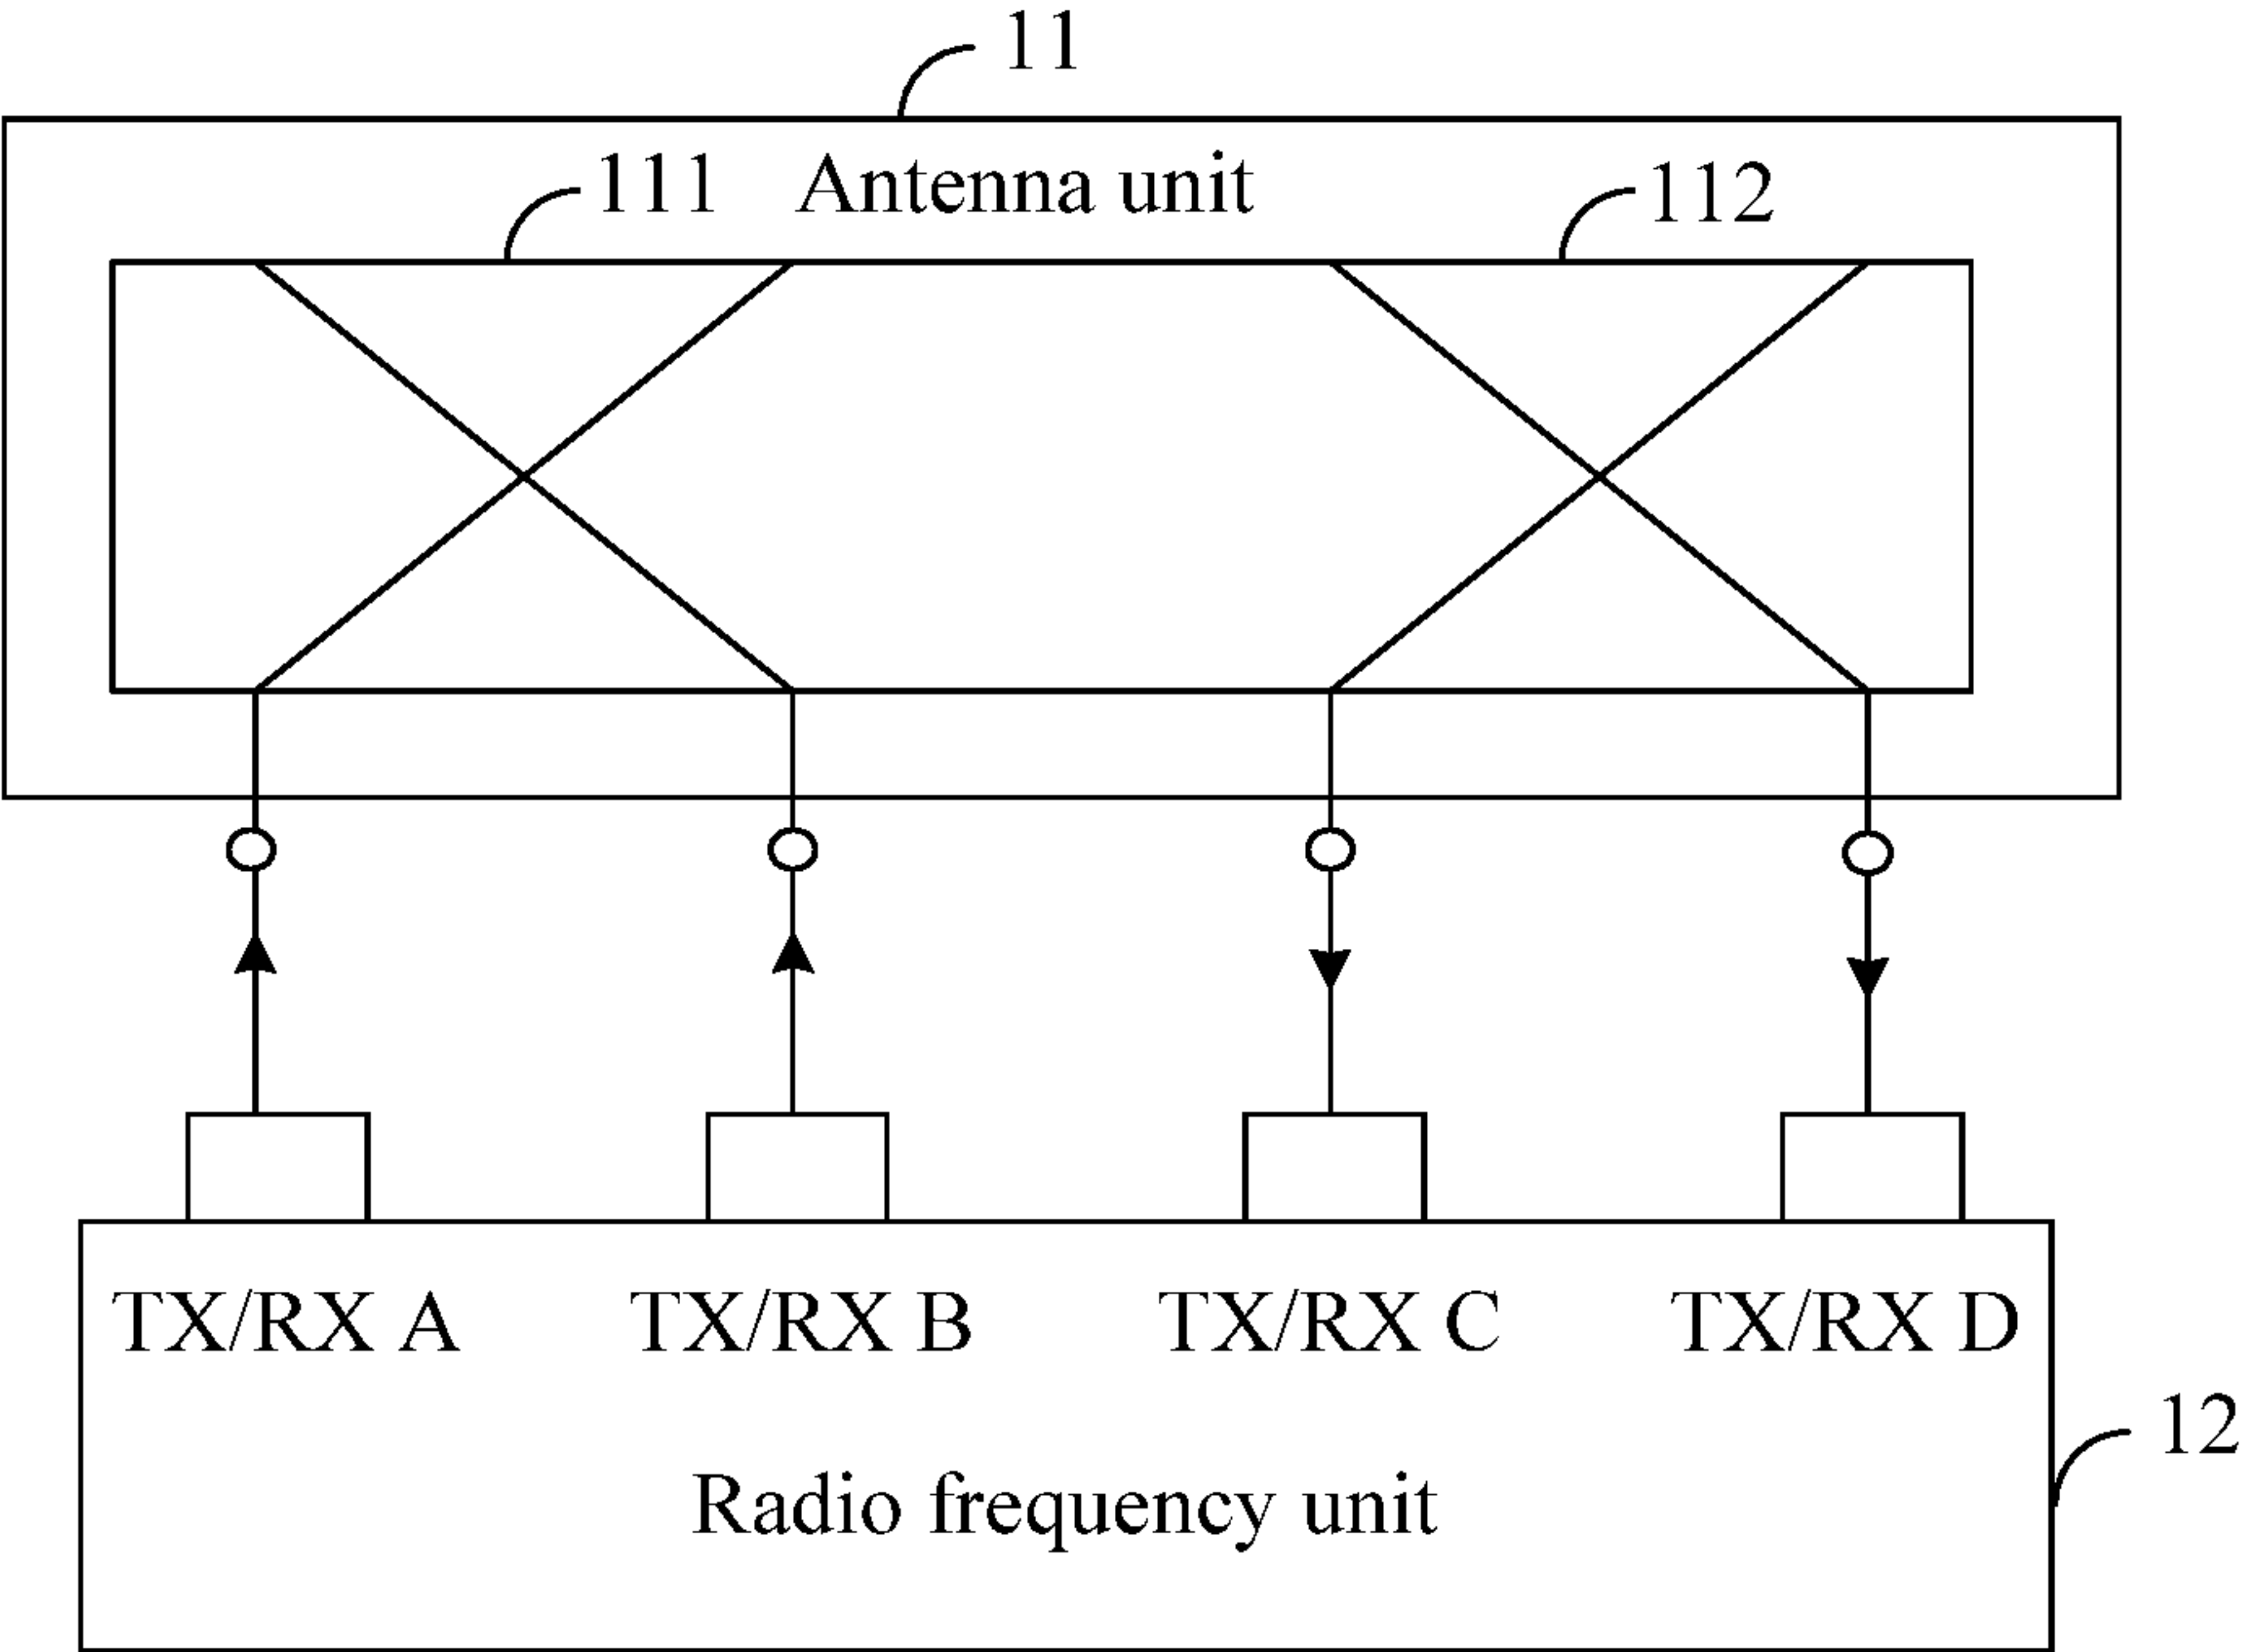 11
111 Antenna unit 112
TX/RX A TX/RX B TX/RX C TX/RX D
12
Radio frequency unit